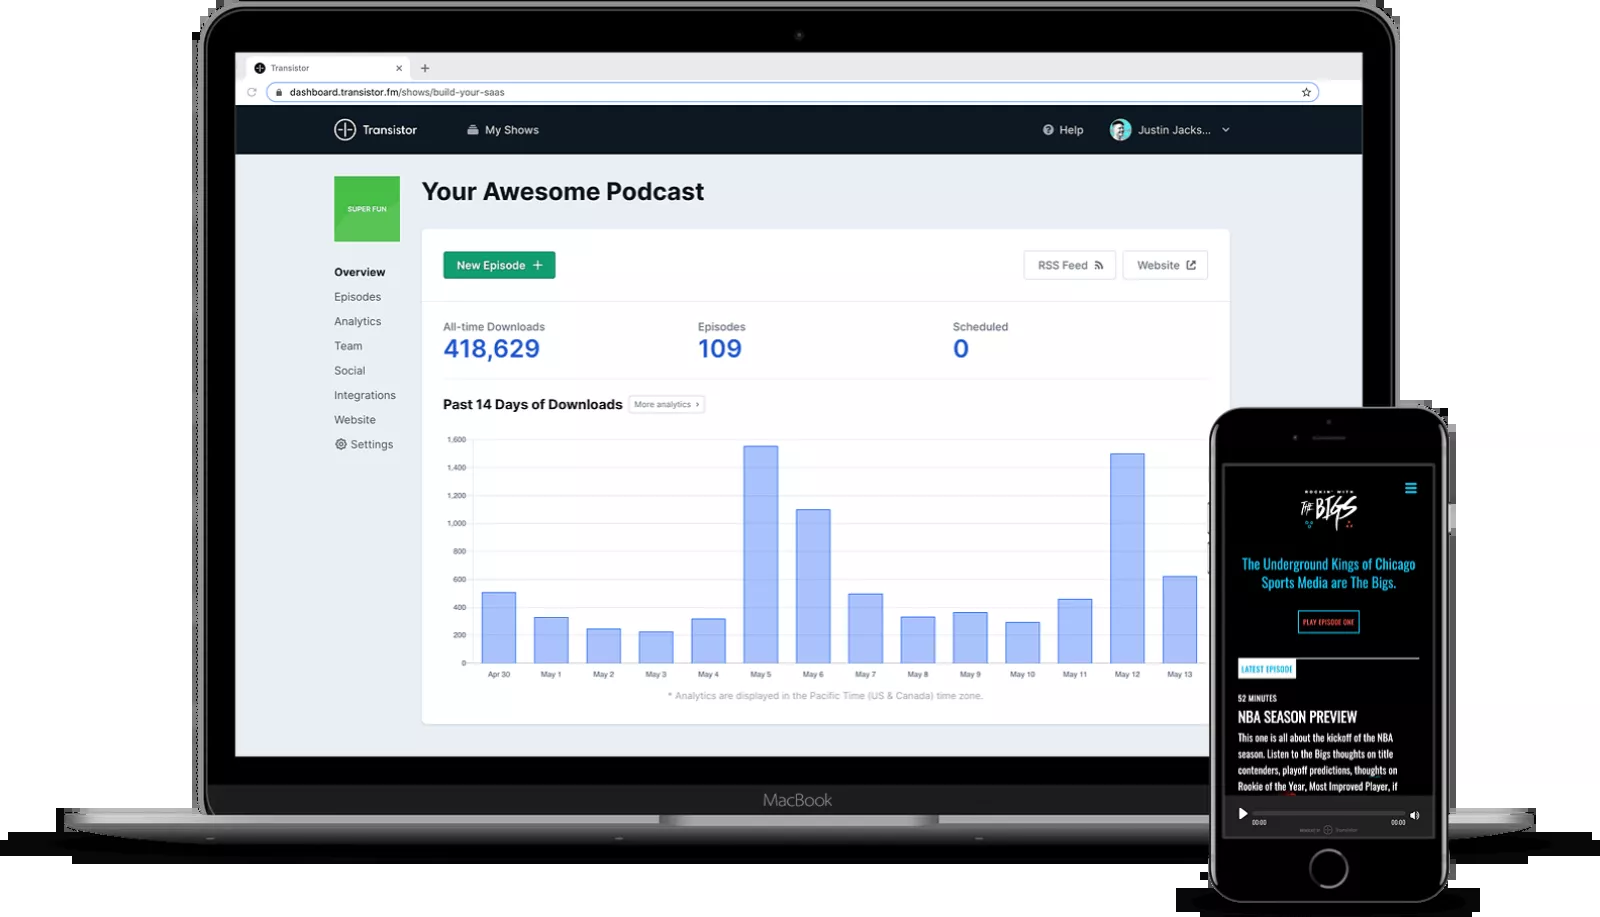 Transistor
dashboard.transistor.fm/shows/build-your-saas
Transistor
My Shows
Help
Justin Jacks...
SUPER FUN
Your Awesome Podcast
Overview
Episodes
Analytics
Team
Social
Integrations
Website
Settings
New Episode +
RSS Feed
Website
All-time Downloads
418,629
Episodes
109
Scheduled
0
Past 14 Days of Downloads
More analytics >
1,600
1,400
1,200
1,000
800
600
400
200
0
Apr 30 May 1 May 2 May 3 May 4 May 5 May 6 May 7 May 8 May 9 May 10 May 11 May 12 May 13
* Analytics are displayed in the Pacific Time (US & Canada) time zone.
MacBook
ROCKIN' WITH
THE BIGS
The Underground Kings of Chicago
Sports Media are The Bigs.
PLAY EPISODE ONE
LATEST EPISODE
52 MINUTES
NBA SEASON PREVIEW
This one is all about the kickoff of the NBA
season. Listen to the Bigs thoughts on title
contenders, playoff predictions, thoughts on
Rookie of the Year, Most Improved Player, if
00:00
00:00
Transistor